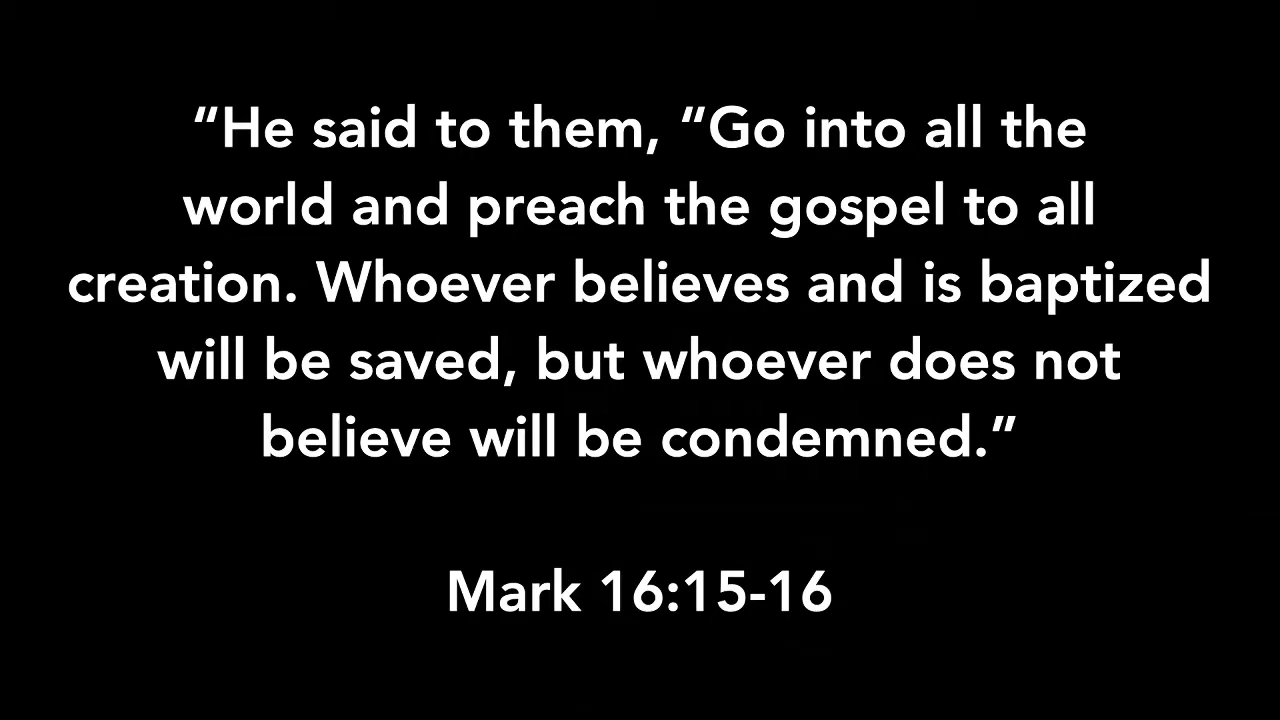 “He said to them, “Go into all the
world and preach the gospel to all
creation. Whoever believes and is baptized
will be saved, but whoever does not
believe will be condemned.”
Mark 16:15-16